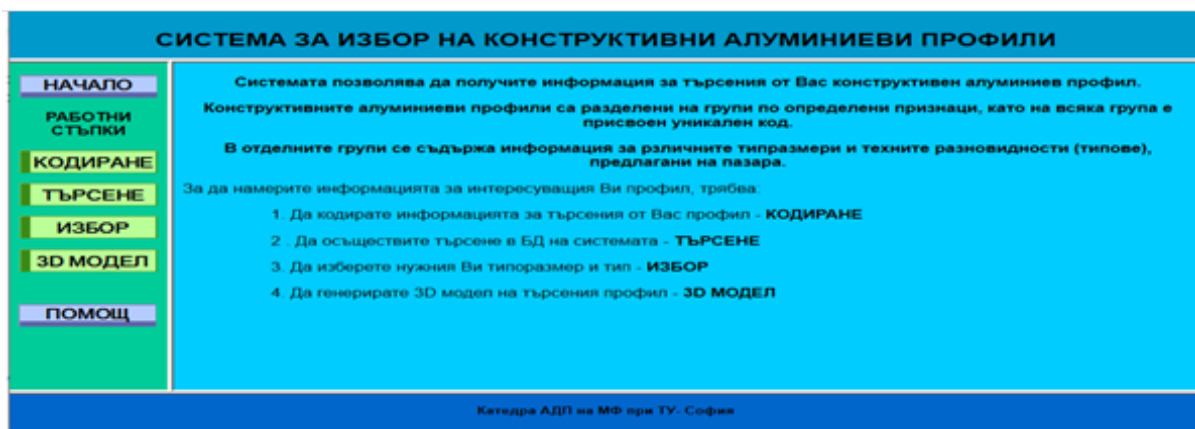 СИСТЕМА ЗА ИЗБОР НА КОНСТРУКТИВНИ АЛУМИНИЕВИ ПРОФИЛИ
НАЧАЛО
РАБОТНИ
СТЪПКИ
КОДИРАНЕ
ТЪРСЕНЕ
ИЗБОР
3D МОДЕЛ
ПОМОЩ
Системата позволява да получите информация за търсения от Вас конструктивен алуминиев профил.
Конструктивните алуминиеви профили са разделени на групи по определени признаци, като на всяка група е
присвоен уникален код.
В отделните групи се съдържа информация за рзличните типразмери и техните разновидности (типове),
предлагани на пазара.
За да намерите информацията за интересуващия Ви профил, трябва:
1. Да кодирате информацията за търсения от Вас профил - КОДИРАНЕ
2 . Да осъществите търсене в БД на системата - ТЪРСЕНЕ
3. Да изберете нужния Ви типоразмер и тип - ИЗБОР
4. Да генерирате 3D модел на търсения профил - 3D МОДЕЛ
Катедра АДП на МФ при ТУ- София